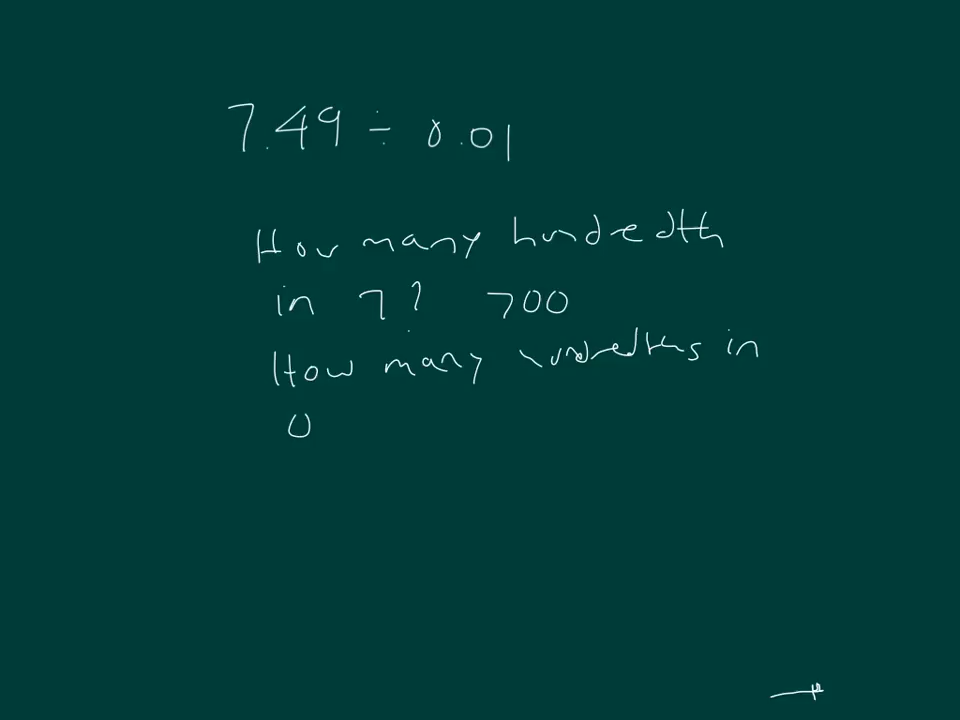 7.49 ÷ 0.01
How many hundredth
in 7? 700
How many hundredths in
0